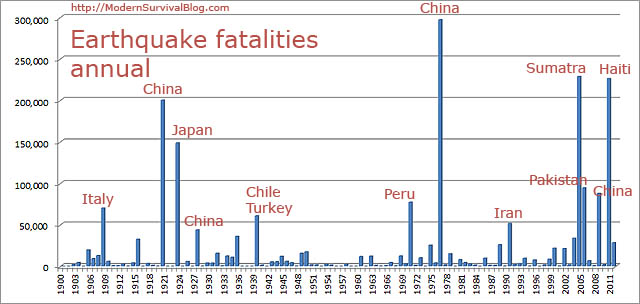 http://ModernSurvivalBlog.com
Earthquake fatalities
annual
300,000
250,000
200,000
150,000
100,000
50,000
0
China
Sumatra
Haiti
China
Japan
Pakistan
China
Italy
Chile
Turkey
Peru
China
Iran
1900 1903 1906 1909 1912 1915 1918 1921 1924 1927 1930 1933 1936 1939 1942 1945 1948 1951 1954 1957 1960 1963 1966 1969 1972 1975 1978 1981 1984 1987 1990 1993 1996 1999 2002 2005 2008 2011